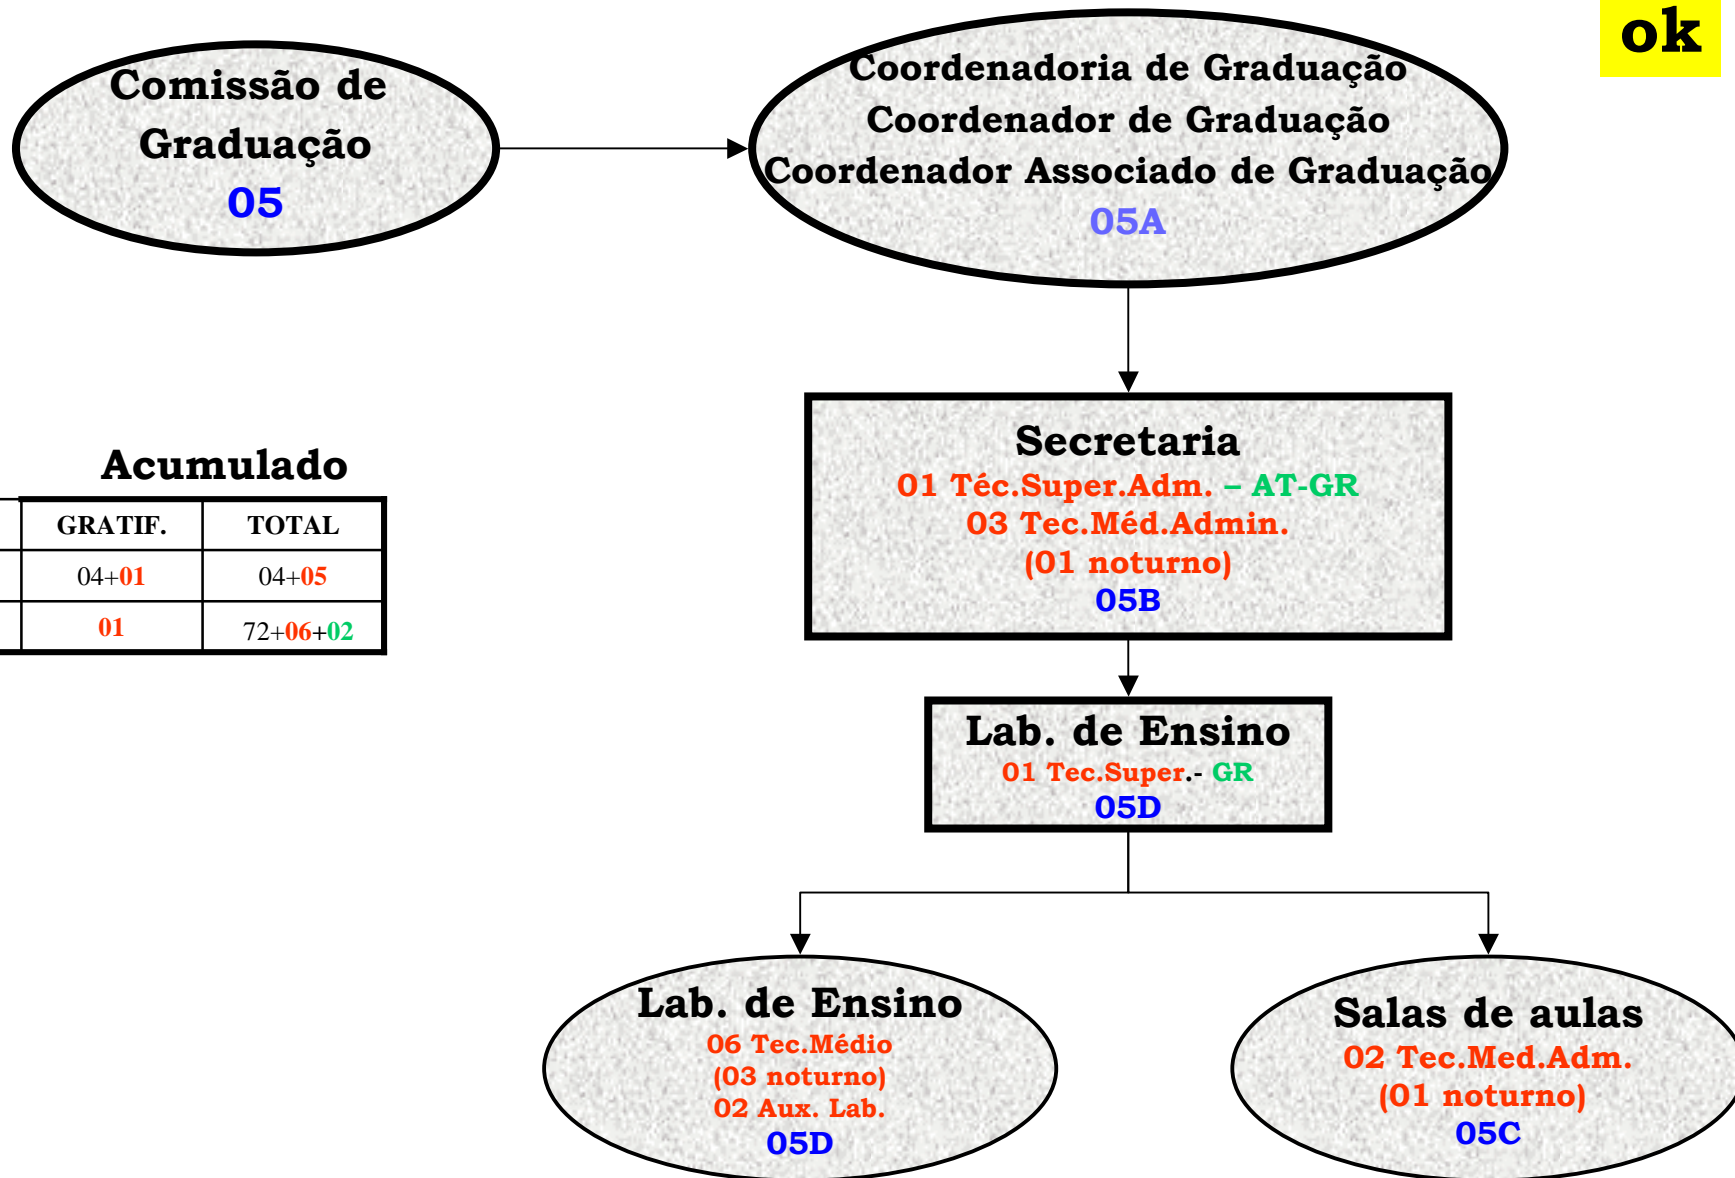 ok
Comissão de
Graduação
05
Coordenadoria de Graduação
Coordenador de Graduação
Coordenador Associado de Graduação
05A
Secretaria
01 Téc.Super.Adm. – AT-GR
03 Tec.Méd.Admin.
(01 noturno)
05B
Acumulado
GRATIF. TOTAL
04+01 04+05
01 72+06+02
Lab. de Ensino
01 Tec.Super.- GR
05D
Lab. de Ensino
06 Tec.Médio
(03 noturno)
02 Aux. Lab.
05D
Salas de aulas
02 Tec.Med.Adm.
(01 noturno)
05C